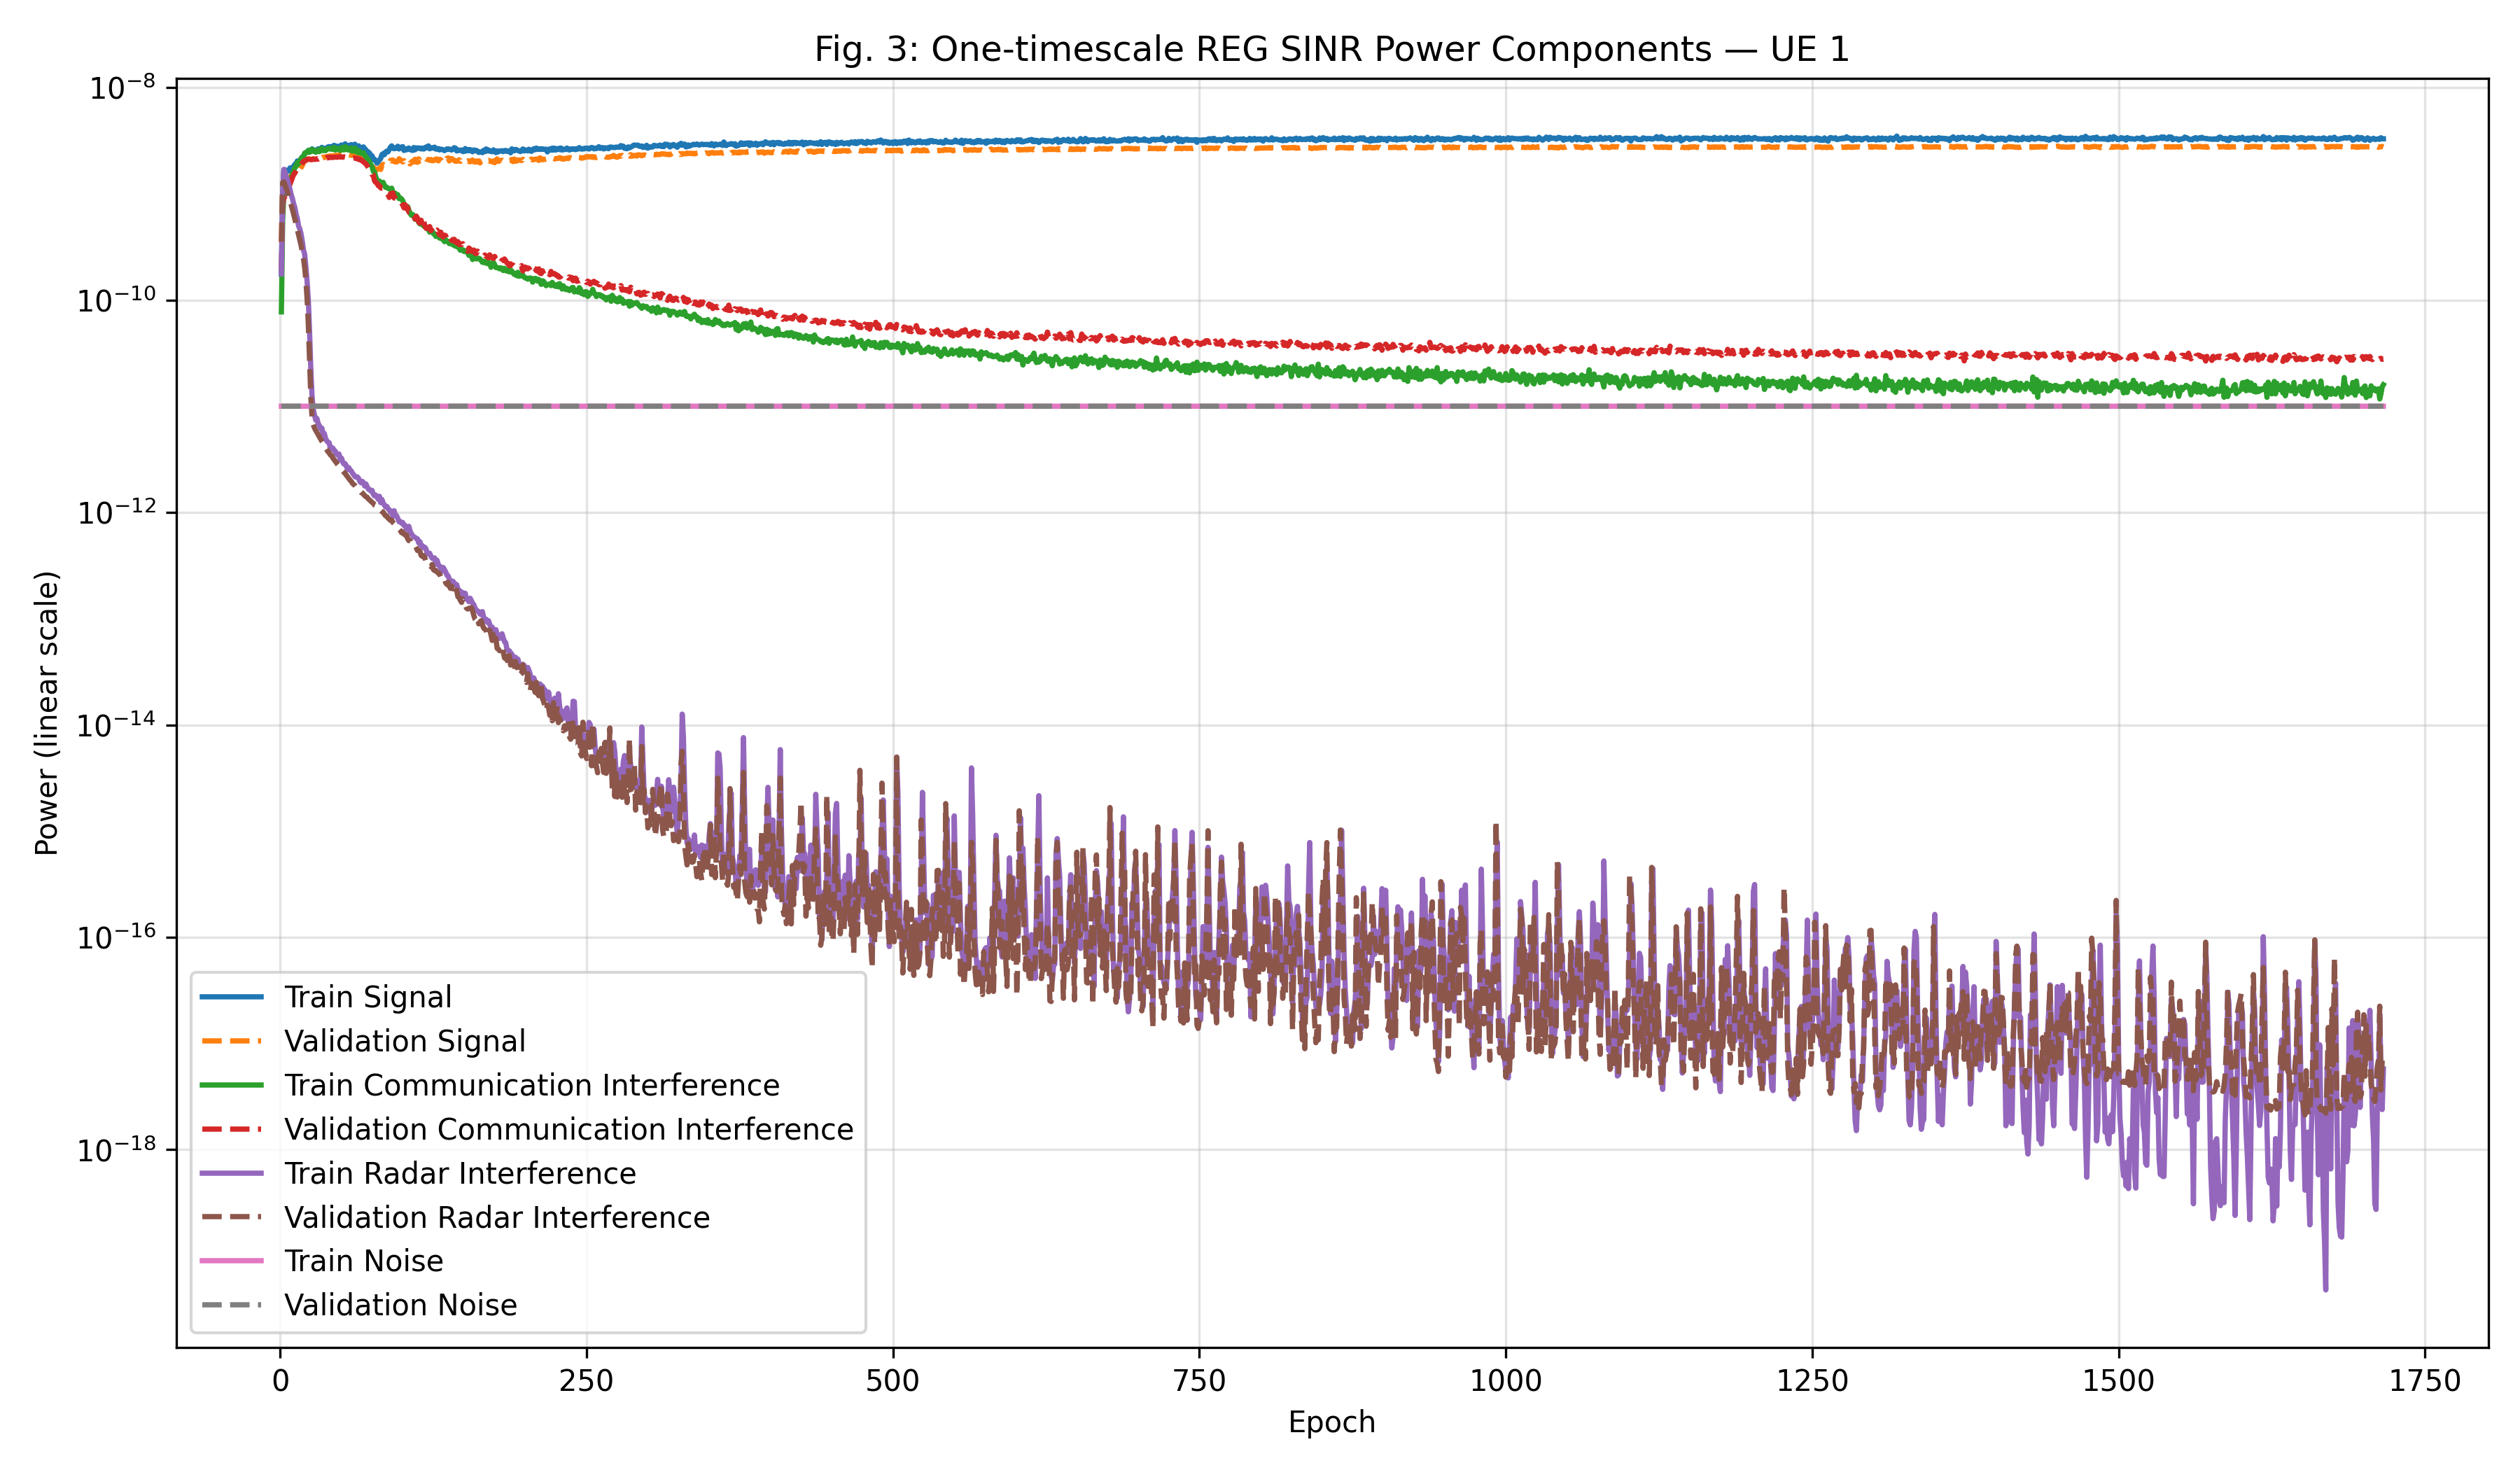 Fig. 3: One-timescale REG SINR Power Components — UE 1
Power (linear scale)
10⁻⁸
10⁻¹⁰
10⁻¹²
10⁻¹⁴
10⁻¹⁶
10⁻¹⁸
Train Signal
Validation Signal
Train Communication Interference
Validation Communication Interference
Train Radar Interference
Validation Radar Interference
Train Noise
Validation Noise
0 250 500 750 1000 1250 1500 1750
Epoch